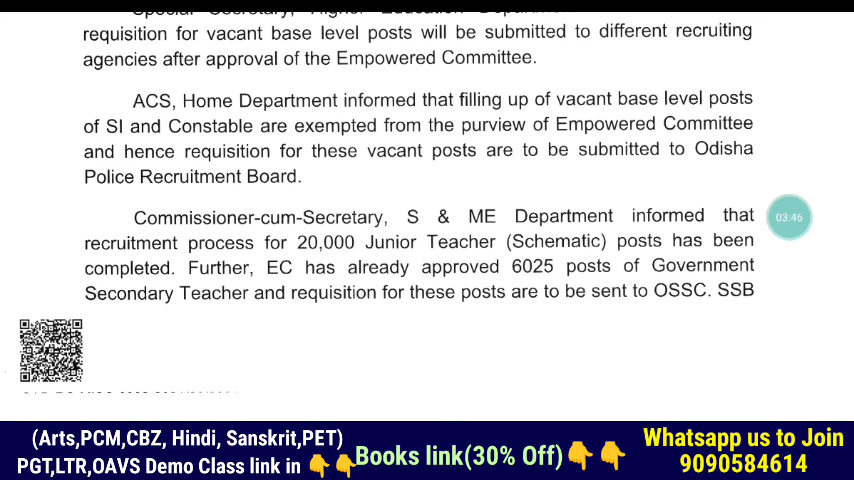 Special Secretary, Higher Education
requisition for vacant base level posts will be submitted to different recruiting
agencies after approval of the Empowered Committee.
ACS, Home Department informed that filling up of vacant base level posts
of SI and Constable are exempted from the purview of Empowered Committee
and hence requisition for these vacant posts are to be submitted to Odisha
Police Recruitment Board.
Commissioner-cum-Secretary, S & ME Department informed that
recruitment process for 20,000 Junior Teacher (Schematic) posts has been
completed. Further, EC has already approved 6025 posts of Government
Secondary Teacher and requisition for these posts are to be sent to OSSC. SSB
03:46
(Arts,PCM,CBZ, Hindi, Sanskrit,PET)
PGT,LTR,OAVS Demo Class link in 👇👇
Books link(30% Off)👇👇
Whatsapp us to Join
9090584614